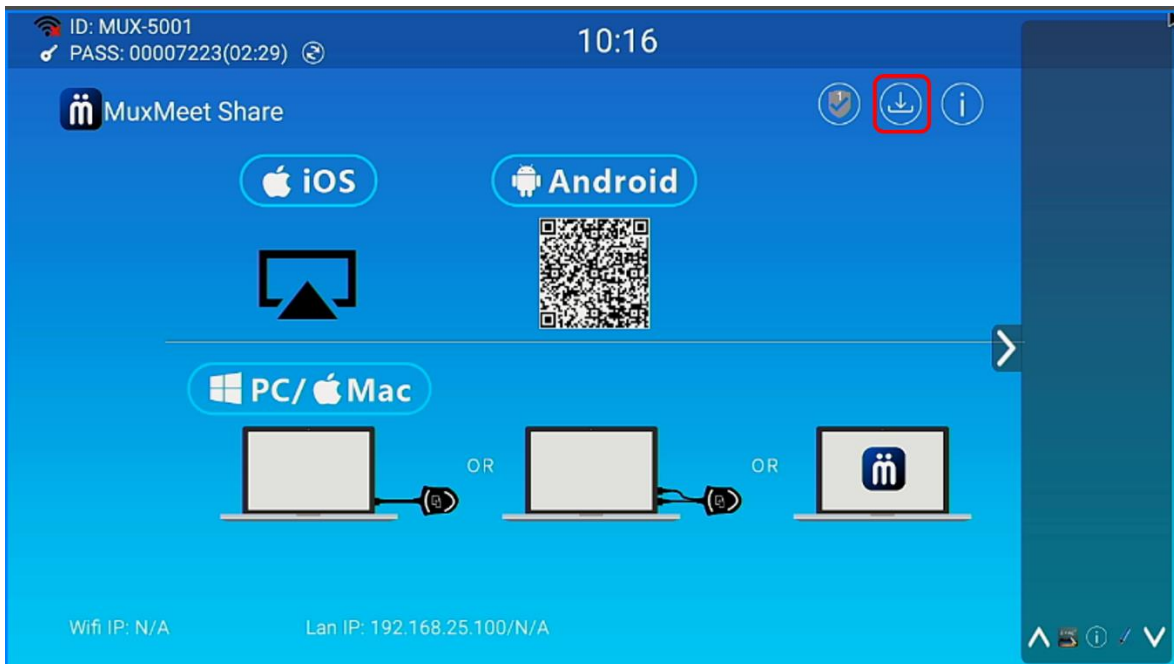 ID: MUX-5001
PASS: 00007223(02:29)
10:16
MuxMeet Share
iOS
Android
PC/ Mac
OR
OR
Wifi IP: N/A
Lan IP: 192.168.25.100/N/A